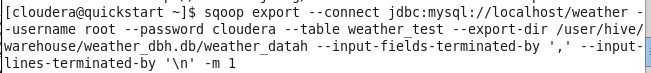 [cloudera@quickstart ~]$ sqoop export --connect jdbc:mysql://localhost/weather -
-username root --password cloudera --table weather_test --export-dir /user/hive/
warehouse/weather_dbh.db/weather_datah --input-fields-terminated-by ',' --input-
lines-terminated-by '\n' -m 1